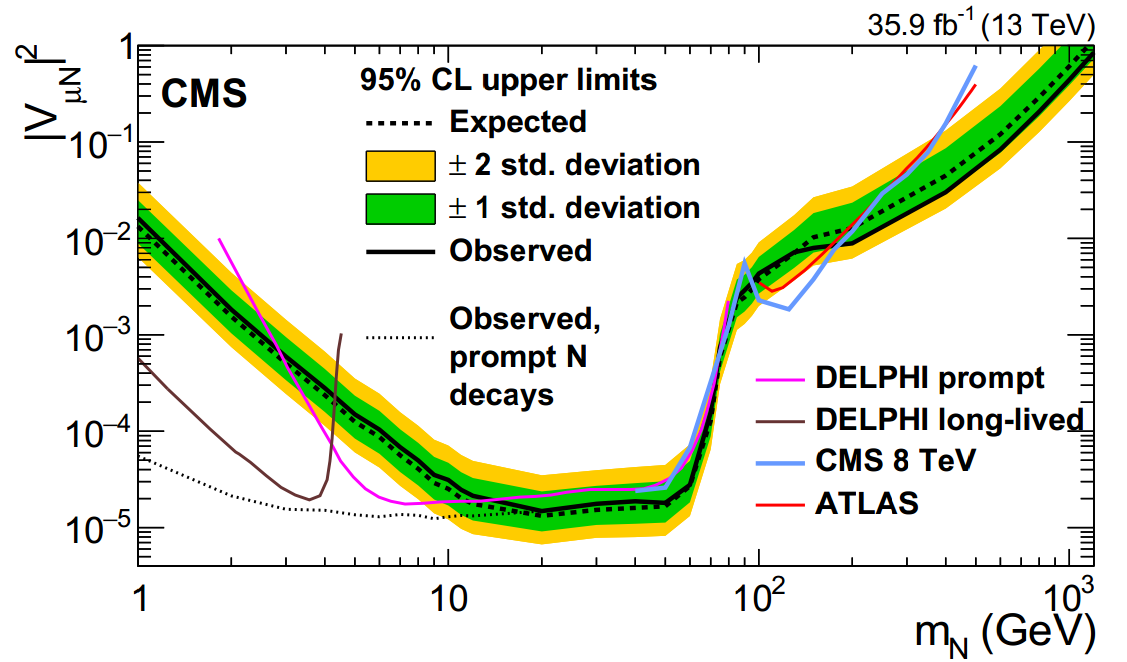 35.9 fb⁻¹ (13 TeV)
|V_μN|²
1
10⁻¹
10⁻²
10⁻³
10⁻⁴
10⁻⁵
CMS
95% CL upper limits
Expected
± 2 std. deviation
± 1 std. deviation
Observed
Observed,
prompt N
decays
DELPHI prompt
DELPHI long-lived
CMS 8 TeV
ATLAS
1
10
10²
10³
m_N (GeV)